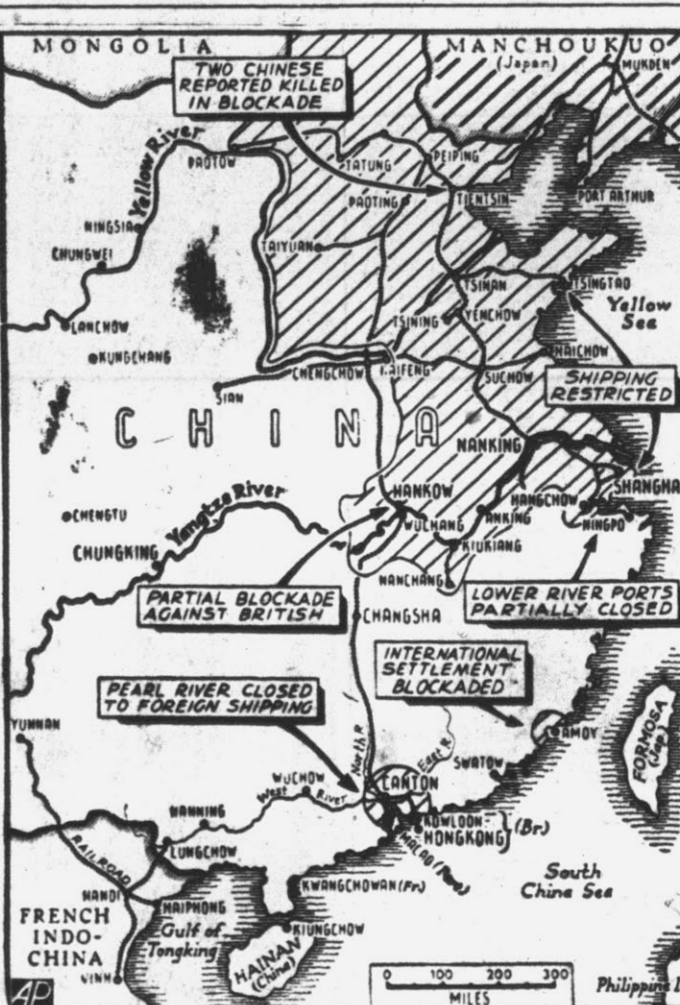 MONGOLIA
MANCHOUKUO
(Japan)
MUKDEN
TWO CHINESE
REPORTED KILLED
IN BLOCKADE
Yellow River
PAOTOW
TATUNG
PEIPING
PAOTING
TIENTSIN
PORT ARTHUR
NINGSIA
CHUNGWEI
TAIYUAN
TSINAN
TSINGTAO
Yellow
Sea
LANCHOW
TSINING
YENCHOW
KUNGCHANG
HAICHOW
CHENGCHOW
KAIFENG
SUCHOW
SHIPPING
RESTRICTED
SIAN
CHINA
NANKING
SHANGHA
HANKOW
HANGCHOW
Yangtze River
CHENGTU
WUCHANG
ANKING
NINGPO
CHUNGKING
KIUKIANG
NANCHANG
PARTIAL BLOCKADE
AGAINST BRITISH
LOWER RIVER PORTS
PARTIALLY CLOSED
CHANGSHA
INTERNATIONAL
SETTLEMENT
BLOCKADED
PEARL RIVER CLOSED
TO FOREIGN SHIPPING
YUNNAN
AMOY
FORMOSA
(Jap.)
North R.
East R.
SWATOW
WUCHOW
West River
CANTON
NANNING
KOWLOON
HONGKONG
(Br)
MACAO (Port)
LUNGCHOW
RAILROAD
South
China Sea
HANOI
KWANGCHOWAN (Fr)
HAIPHONG
FRENCH
INDO-
CHINA
Gulf of
Tongking
KIUNGCHOW
HAINAN
(China)
VINH
AP
0 100 200 300
MILES
Philippine I